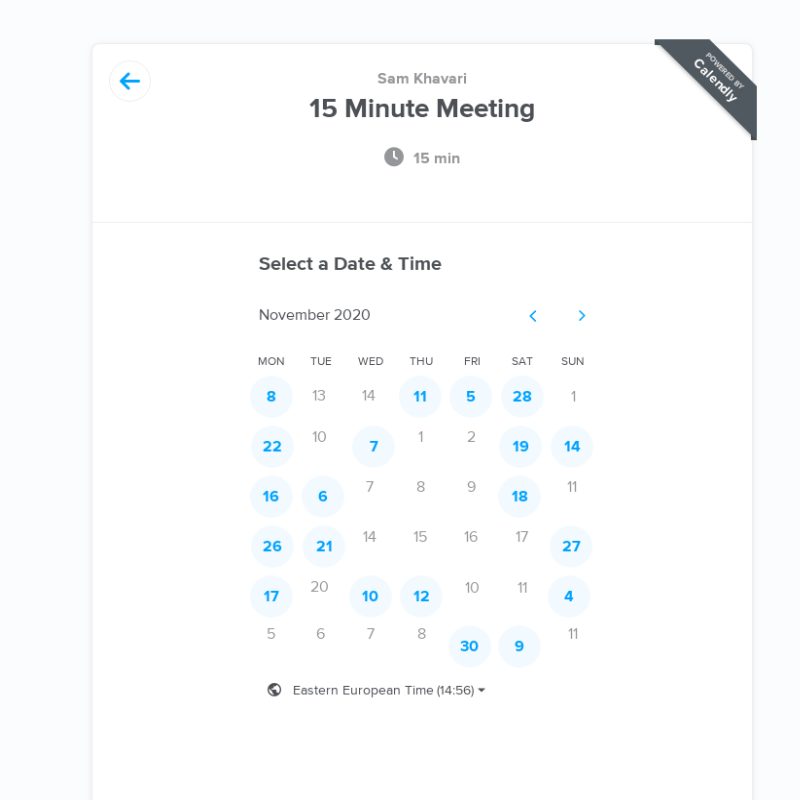 Sam Khavari
15 Minute Meeting
15 min
POWERED BY
Calendly
Select a Date & Time
November 2020
MON TUE WED THU FRI SAT SUN
8 13 14 11 5 28 1
22 10 7 1 2 19 14
16 6 7 8 9 18 11
26 21 14 15 16 17 27
17 20 10 12 10 11 4
5 6 7 8 30 9 11
Eastern European Time (14:56)